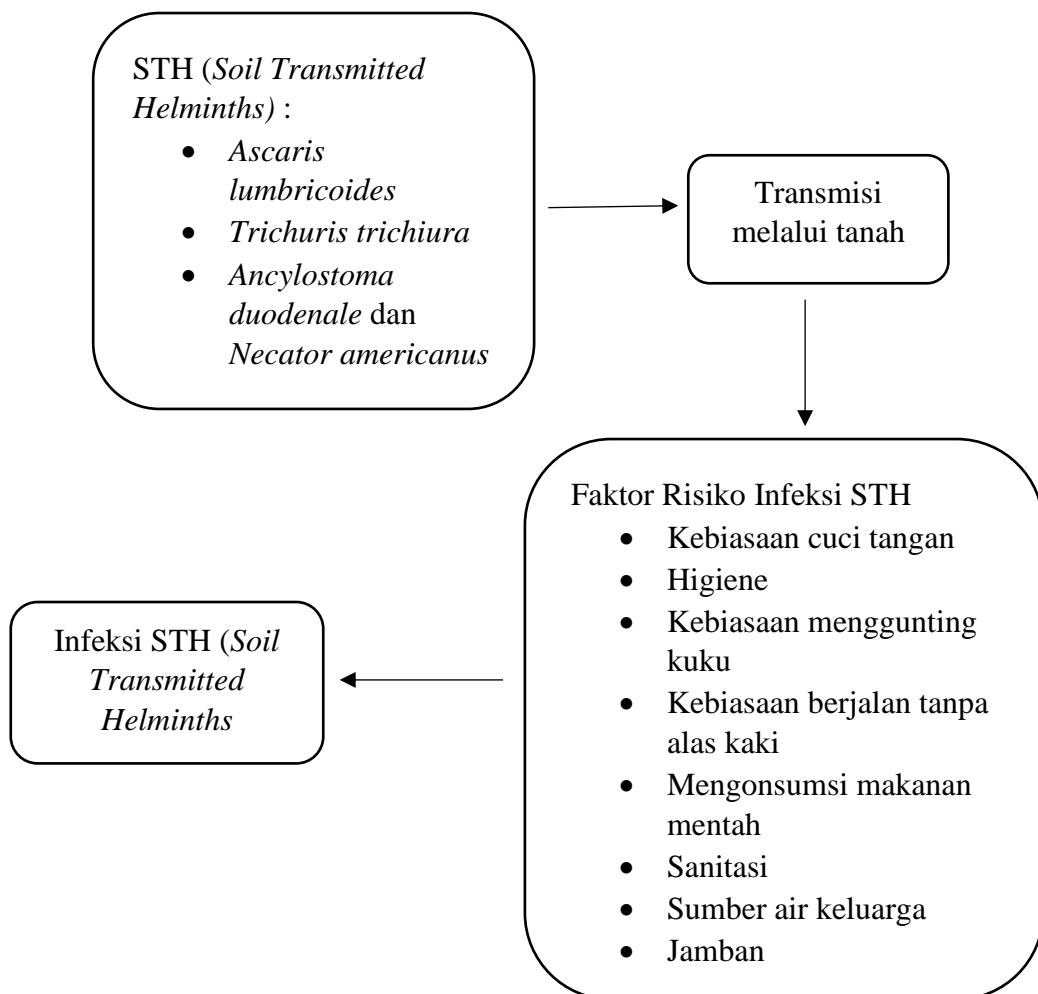 STH (Soil Transmitted
Helminths) :
• Ascaris
lumbricoides
• Trichuris trichiura
• Ancylostoma
duodenale dan
Necator americanus
Transmisi
melalui tanah
Faktor Risiko Infeksi STH
• Kebiasaan cuci tangan
• Higiene
• Kebiasaan menggunting
kuku
• Kebiasaan berjalan tanpa
alas kaki
• Mengonsumsi makanan
mentah
• Sanitasi
• Sumber air keluarga
• Jamban
Infeksi STH (Soil
Transmitted
Helminths